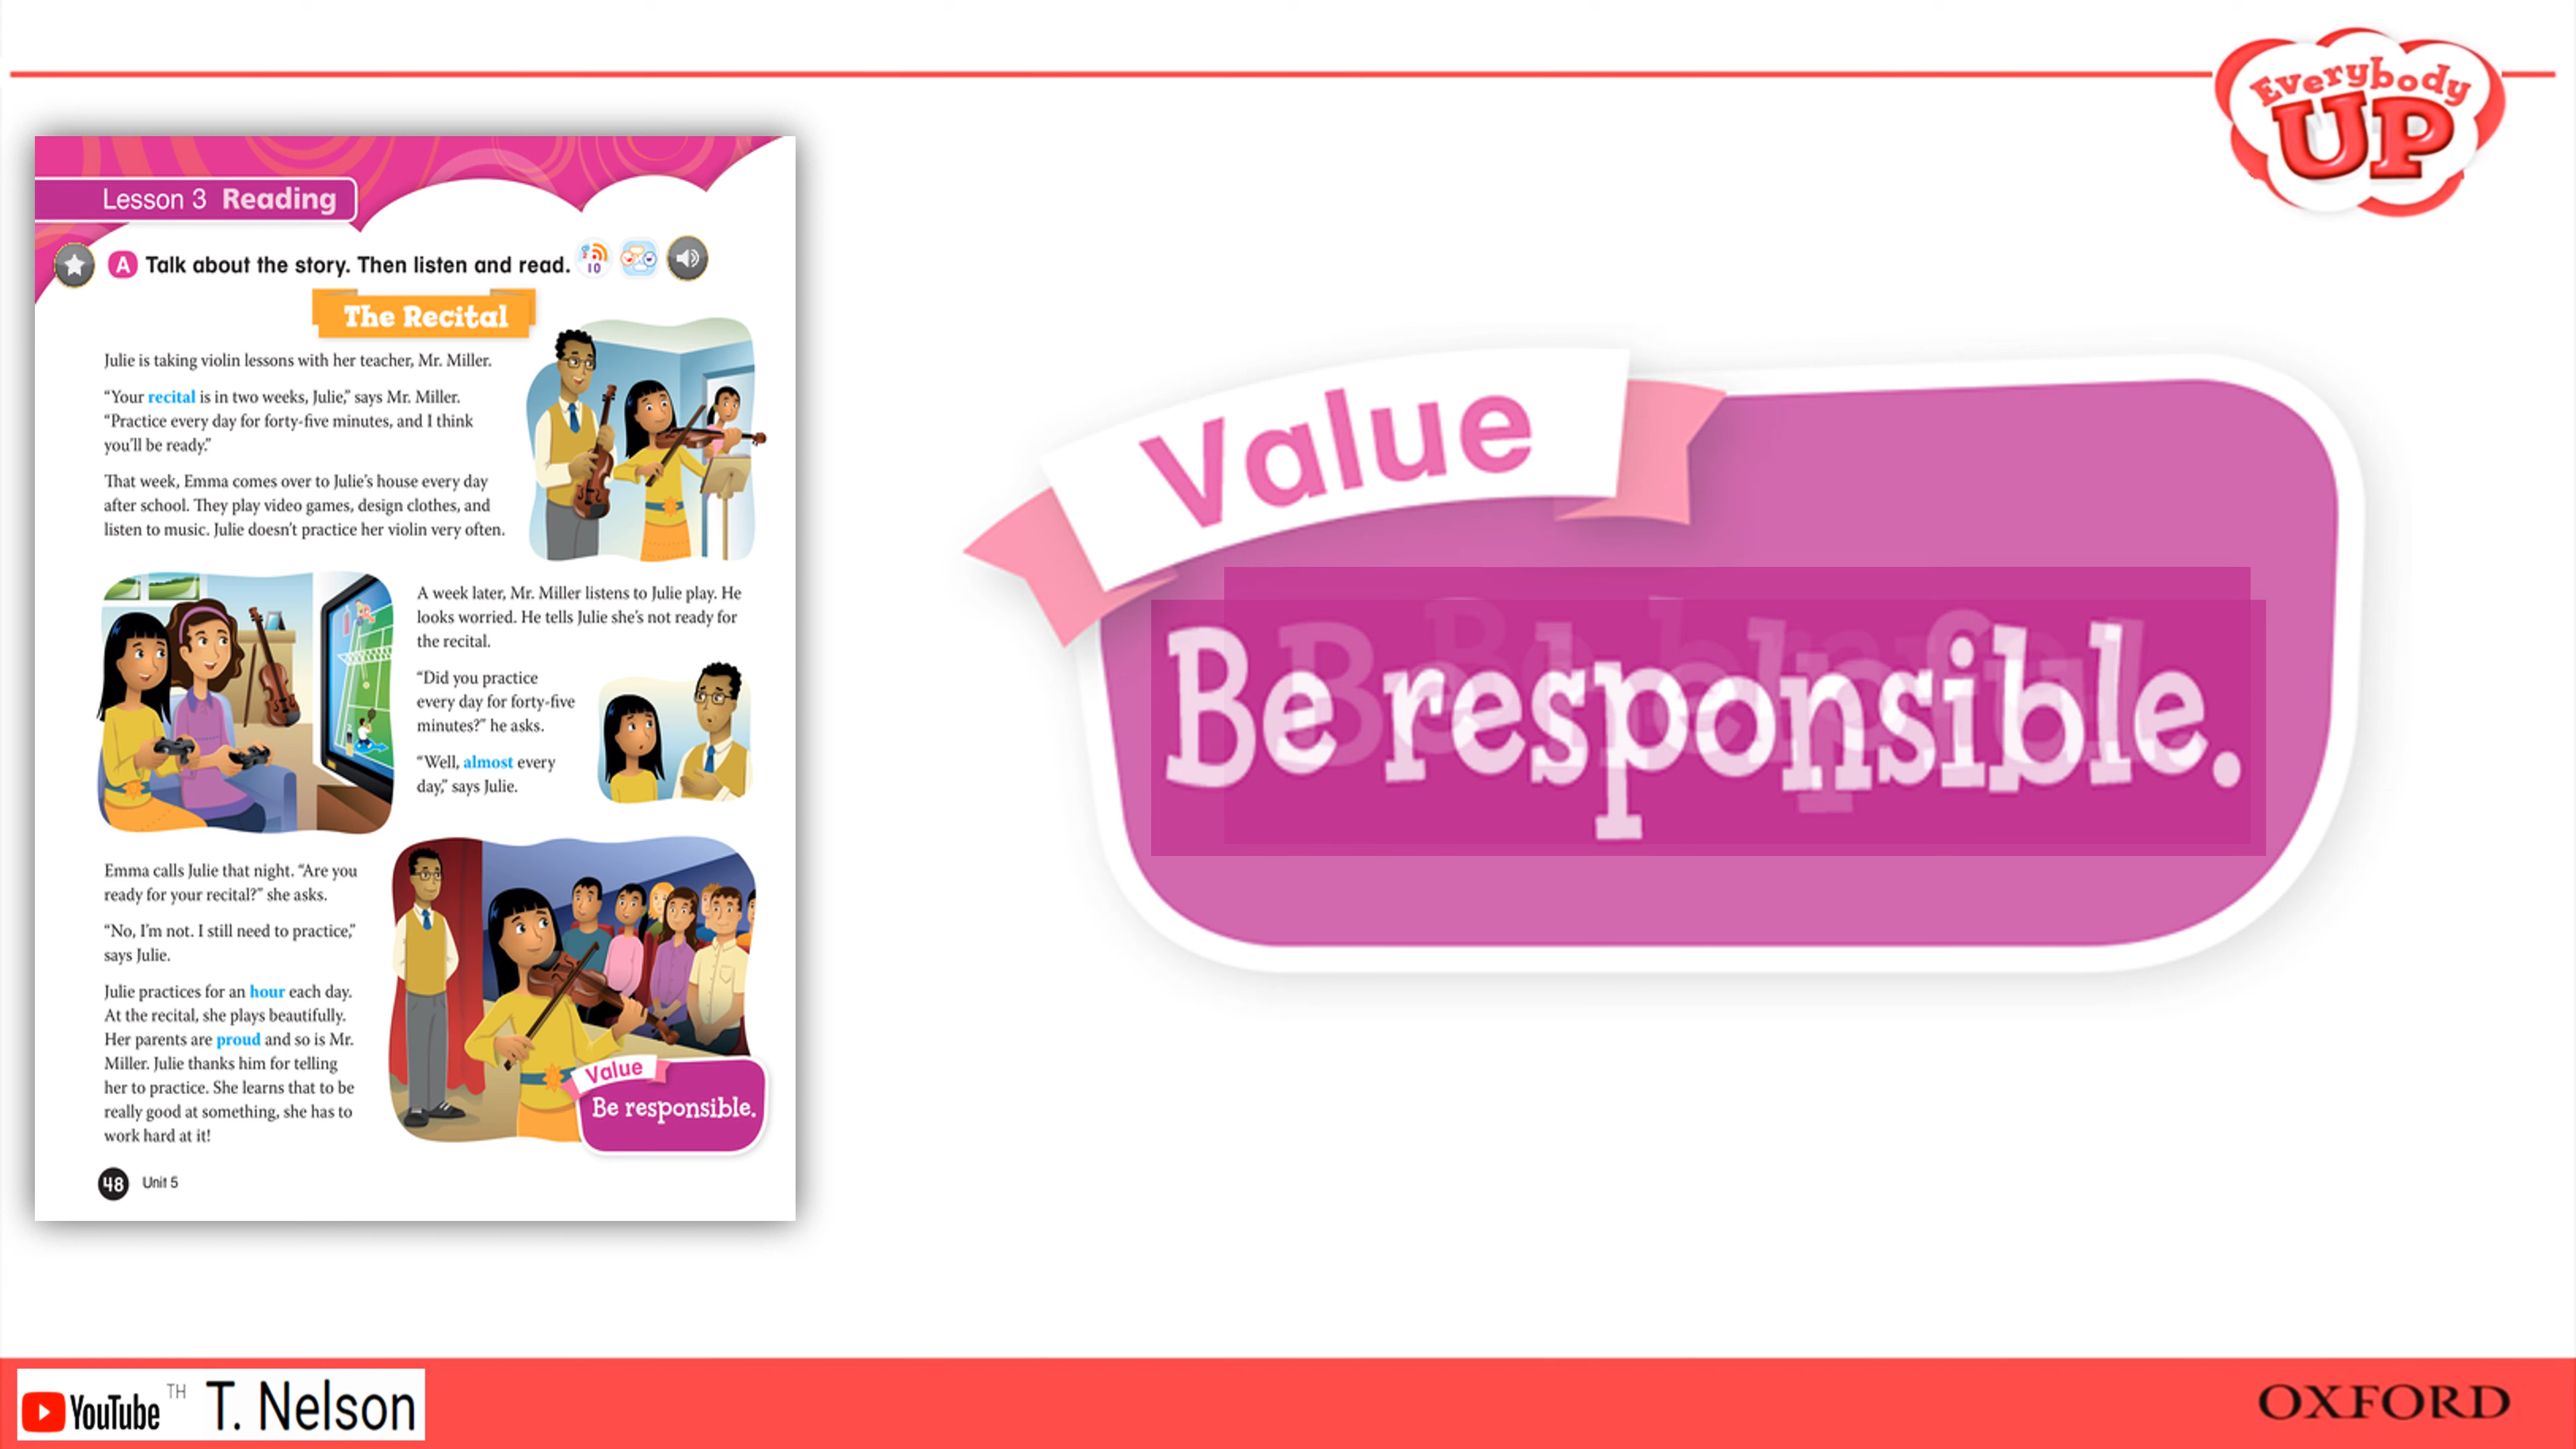 Everybody
UP
Lesson 3 Reading
A Talk about the story. Then listen and read.
10
The Recital
Julie is taking violin lessons with her teacher, Mr. Miller.
“Your recital is in two weeks, Julie,” says Mr. Miller.
“Practice every day for forty-five minutes, and I think
you’ll be ready.”
That week, Emma comes over to Julie’s house every day
after school. They play video games, design clothes, and
listen to music. Julie doesn’t practice her violin very often.
A week later, Mr. Miller listens to Julie play. He
looks worried. He tells Julie she’s not ready for
the recital.
“Did you practice
every day for forty-five
minutes?” he asks.
“Well, almost every
day,” says Julie.
Emma calls Julie that night. “Are you
ready for your recital?” she asks.
“No, I’m not. I still need to practice,”
says Julie.
Julie practices for an hour each day.
At the recital, she plays beautifully.
Her parents are proud and so is Mr.
Miller. Julie thanks him for telling
her to practice. She learns that to be
really good at something, she has to
work hard at it!
Value
Be responsible.
48 Unit 5
Value
Be responsible.
YouTube TH T. Nelson
OXFORD